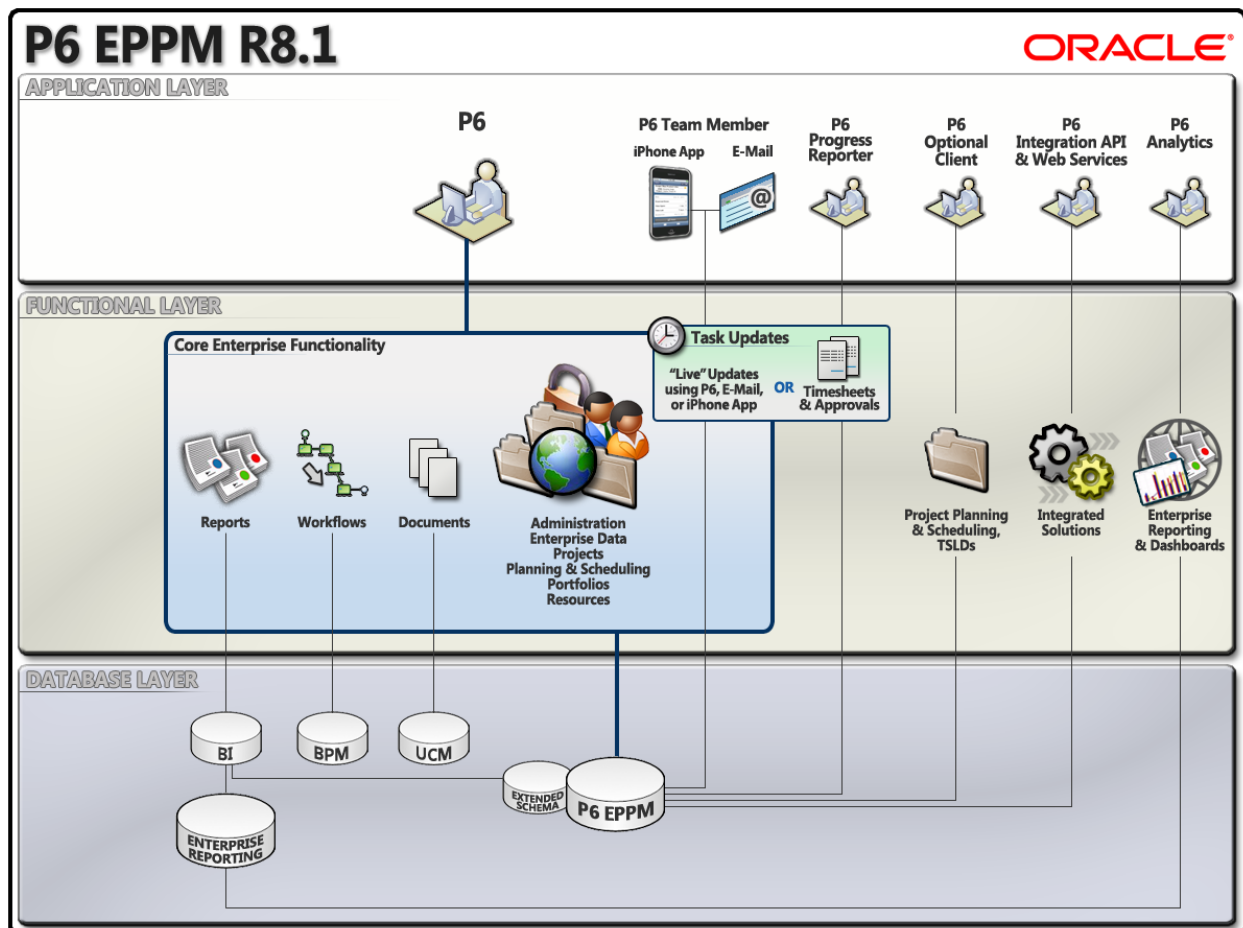 P6 EPPM R8.1
ORACLE®
APPLICATION LAYER
P6
P6 Team Member
iPhone App
E-Mail
@
P6
Progress
Reporter
P6
Optional
Client
P6
Integration API
& Web Services
P6
Analytics
FUNCTIONAL LAYER
Core Enterprise Functionality
Task Updates
"Live" Updates
using P6, E-Mail,
or iPhone App
OR
Timesheets
& Approvals
Reports
Workflows
Documents
Administration
Enterprise Data
Projects
Planning & Scheduling
Portfolios
Resources
Project Planning
& Scheduling,
TSLDs
Integrated
Solutions
Enterprise
Reporting
& Dashboards
DATABASE LAYER
BI
BPM
UCM
EXTENDED
SCHEMA
P6 EPPM
ENTERPRISE
REPORTING